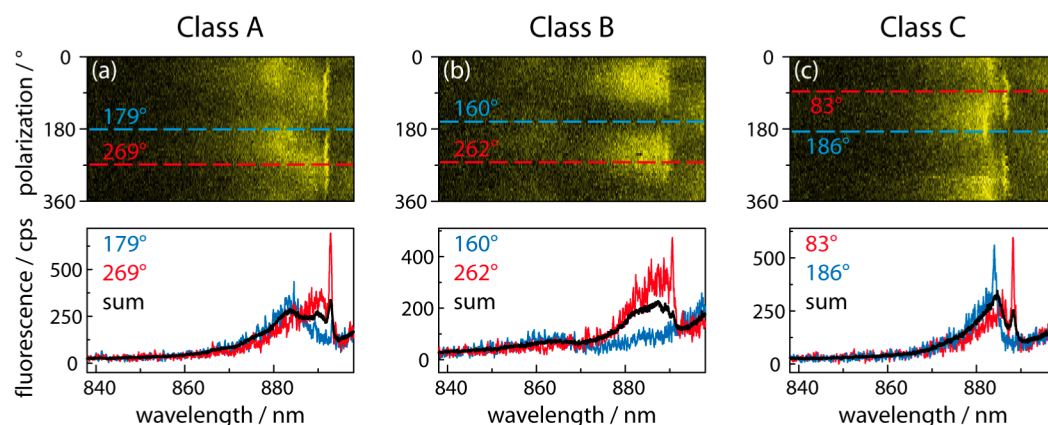 Class A
Class B
Class C
polarization / °
0
180
360
(a)
179°
269°
0
180
360
(b)
160°
262°
0
180
360
(c)
83°
186°
fluorescence / cps
500
250
0
179°
269°
sum
840
860
880
wavelength / nm
400
200
0
160°
262°
sum
840
860
880
wavelength / nm
500
250
0
83°
186°
sum
840
860
880
wavelength / nm